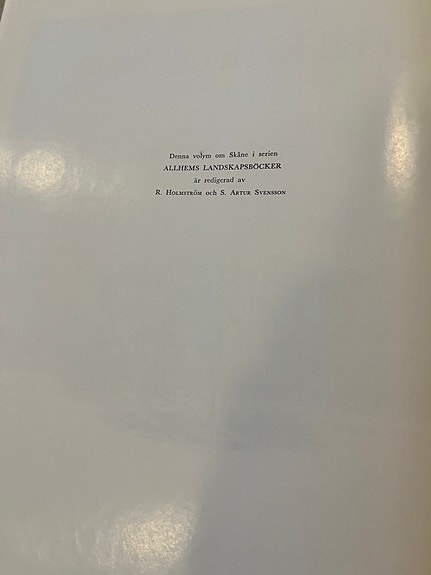 Denna volym om Skåne i serien
ALLHEMS LANDSKAPSBÖCKER
är redigerad av
R. Holmström och S. Artur Svensson